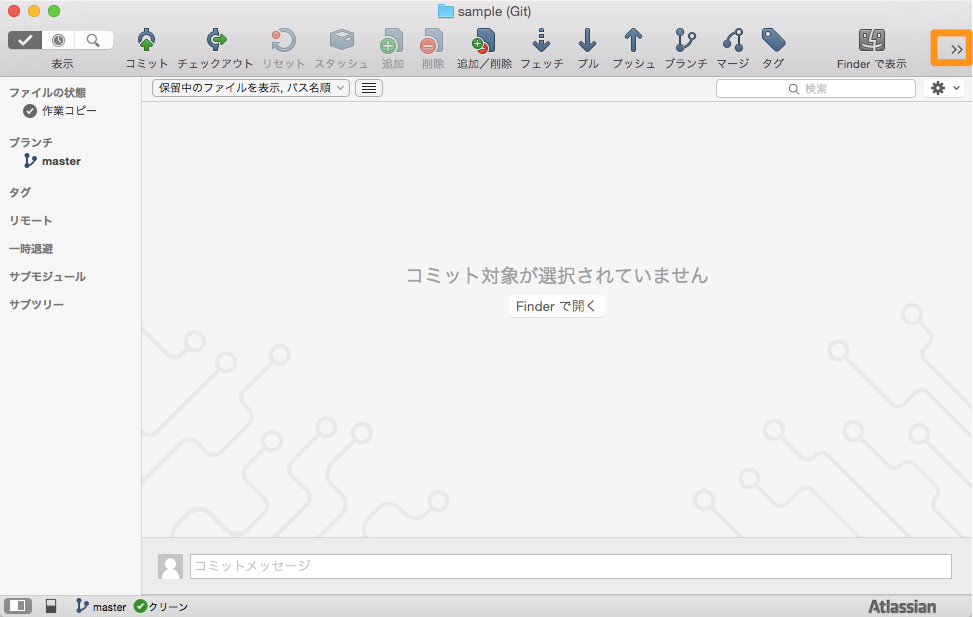 sample (Git)
表示
コミット
チェックアウト
リセット
スタッシュ
追加
削除
追加／削除
フェッチ
プル
プッシュ
ブランチ
マージ
タグ
Finder で表示
ファイルの状態
作業コピー
ブランチ
master
タグ
リモート
一時退避
サブモジュール
サブツリー
保留中のファイルを表示, パス名順
検索
コミット対象が選択されていません
Finder で開く
コミットメッセージ
master
クリーン
Atlassian